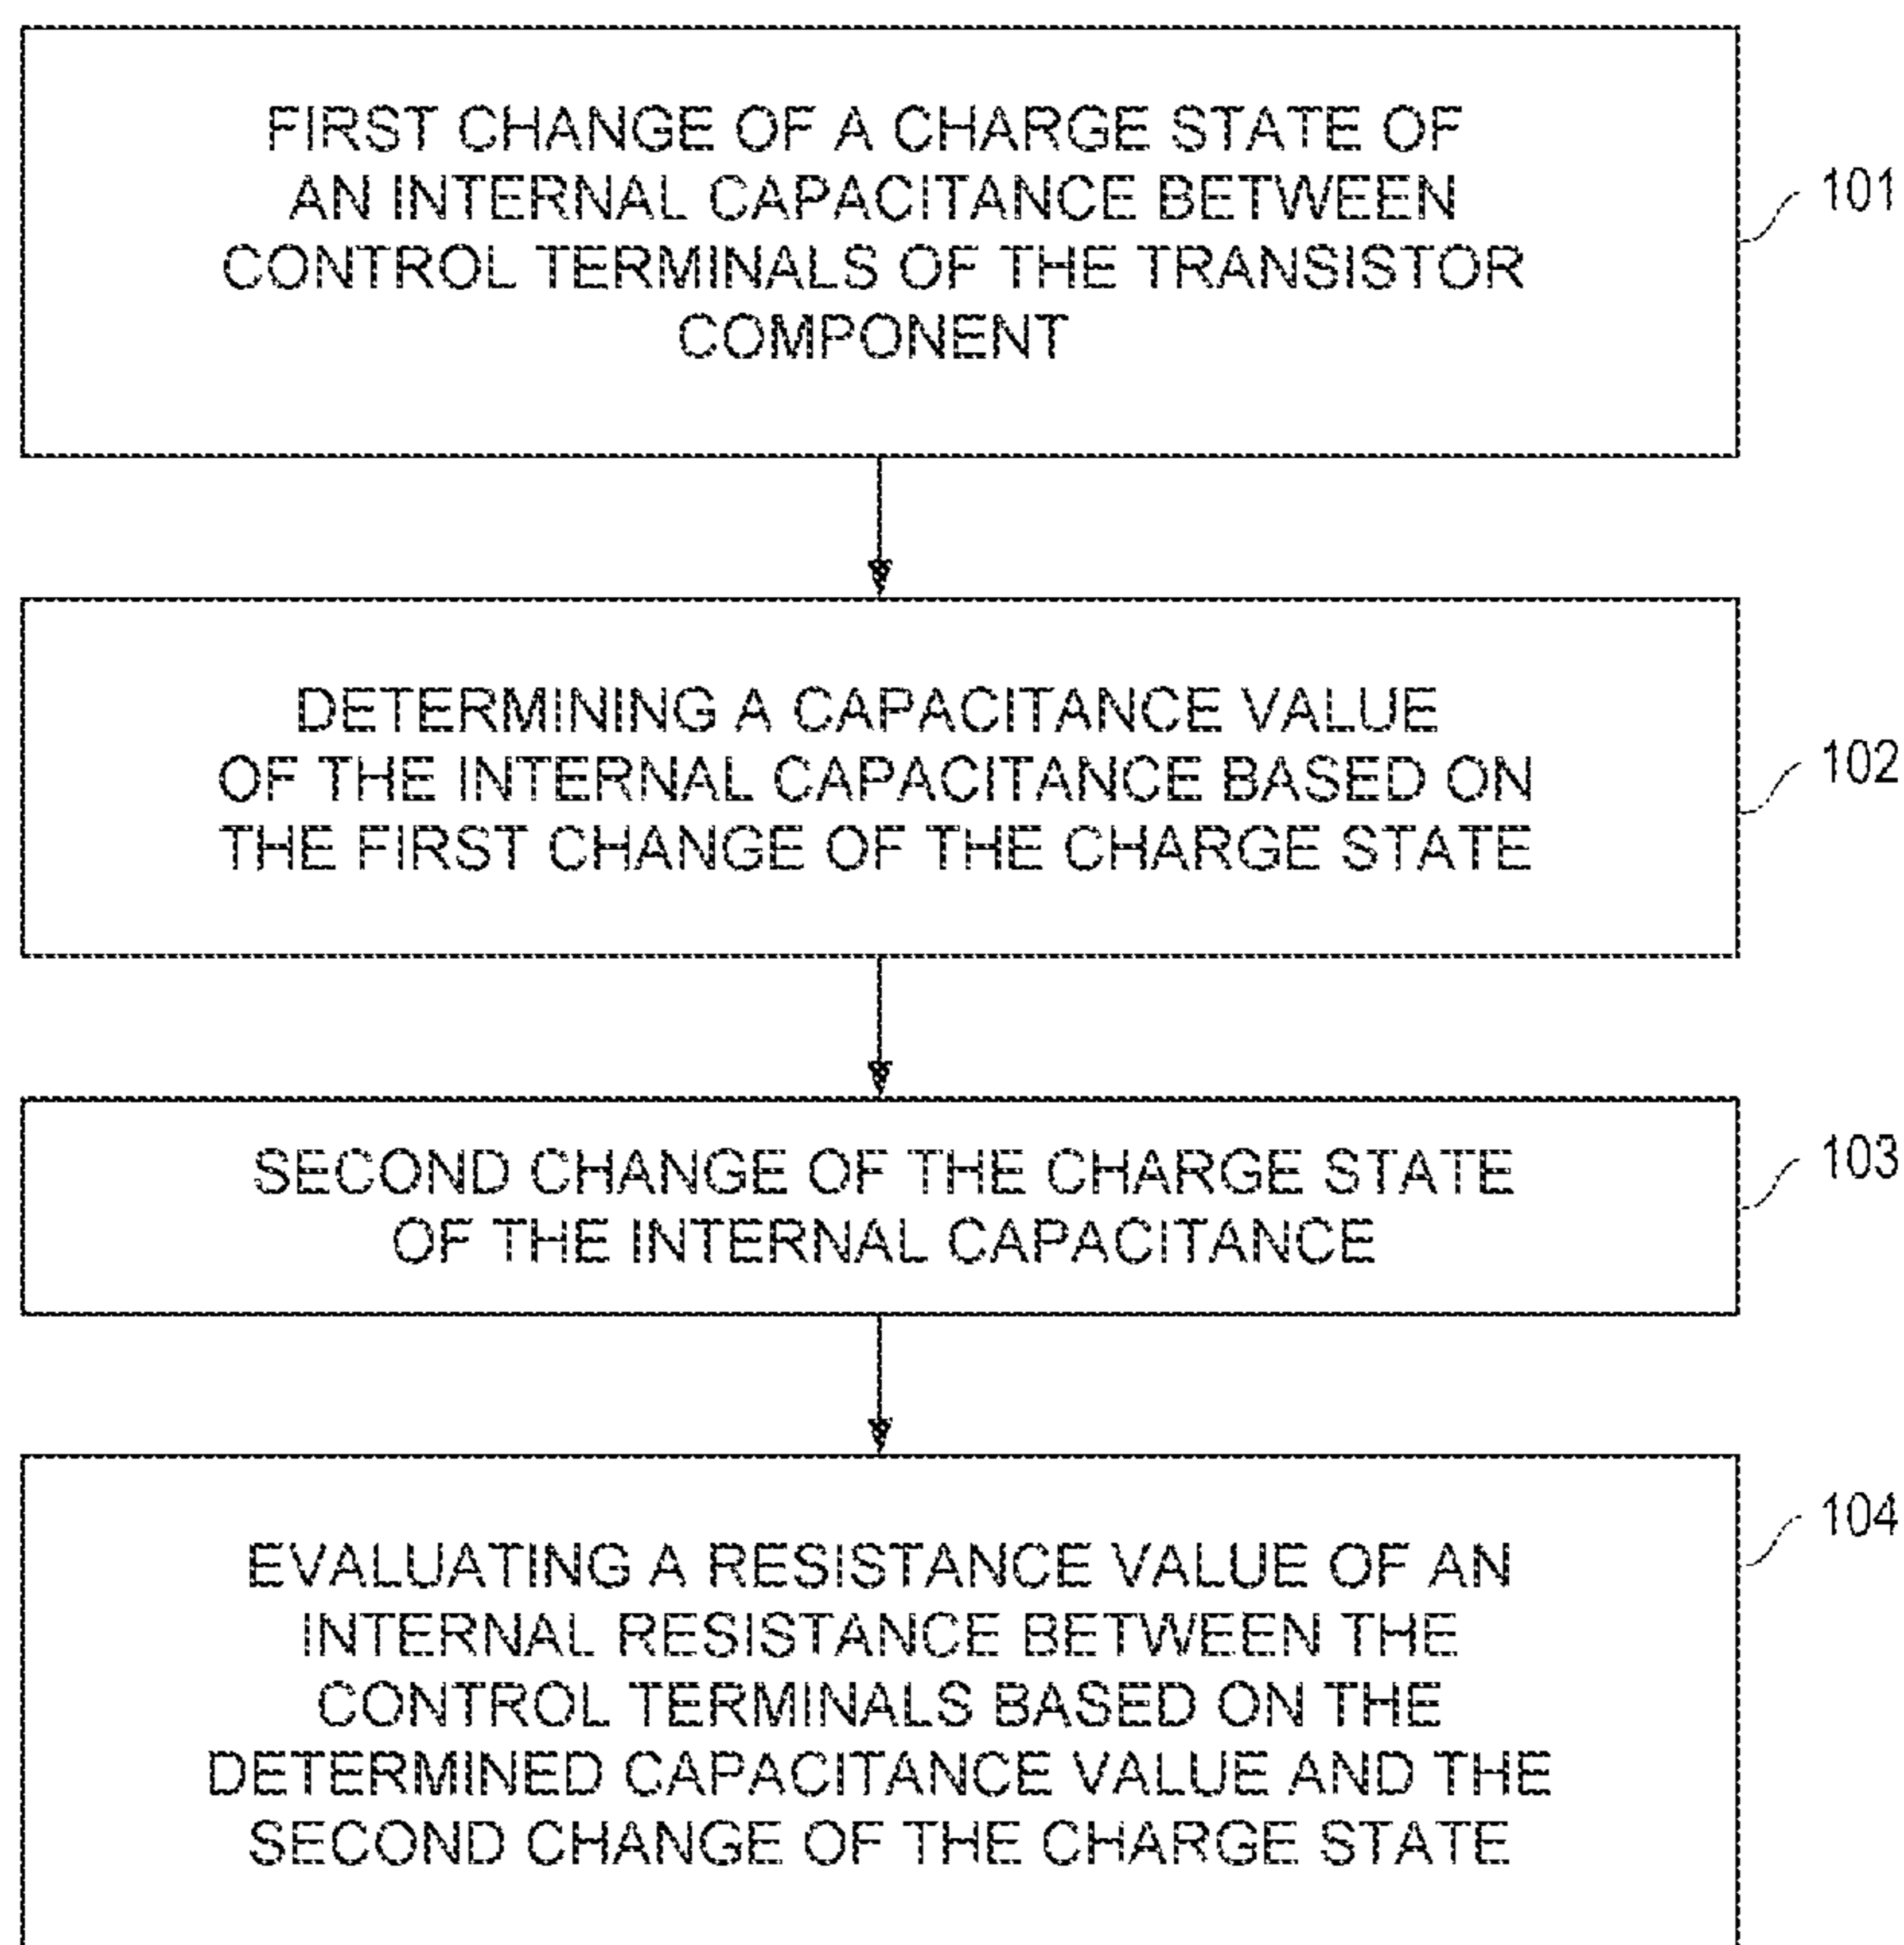 FIRST CHANGE OF A CHARGE STATE OF
AN INTERNAL CAPACITANCE BETWEEN
CONTROL TERMINALS OF THE TRANSISTOR
COMPONENT
101
DETERMINING A CAPACITANCE VALUE
OF THE INTERNAL CAPACITANCE BASED ON
THE FIRST CHANGE OF THE CHARGE STATE
102
SECOND CHANGE OF THE CHARGE STATE
OF THE INTERNAL CAPACITANCE
103
EVALUATING A RESISTANCE VALUE OF AN
INTERNAL RESISTANCE BETWEEN THE
CONTROL TERMINALS BASED ON THE
DETERMINED CAPACITANCE VALUE AND THE
SECOND CHANGE OF THE CHARGE STATE
104